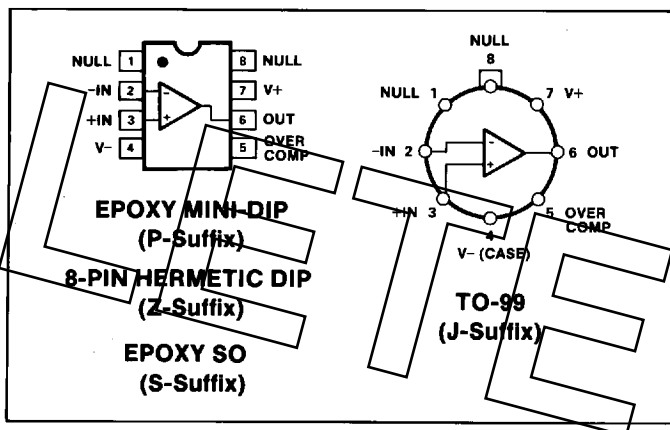 NULL 1 8 NULL
-IN 2 7 V+
+IN 3 6 OUT
V- 4 5 OVER COMP
- +
EPOXY MINI-DIP
(P-Suffix)
8-PIN HERMETIC DIP
(Z-Suffix)
EPOXY SO
(S-Suffix)
NULL
8
NULL 1 7 V+
-IN 2 6 OUT
- +
+IN 3 5 OVER COMP
4
V- (CASE)
TO-99
(J-Suffix)
LETE